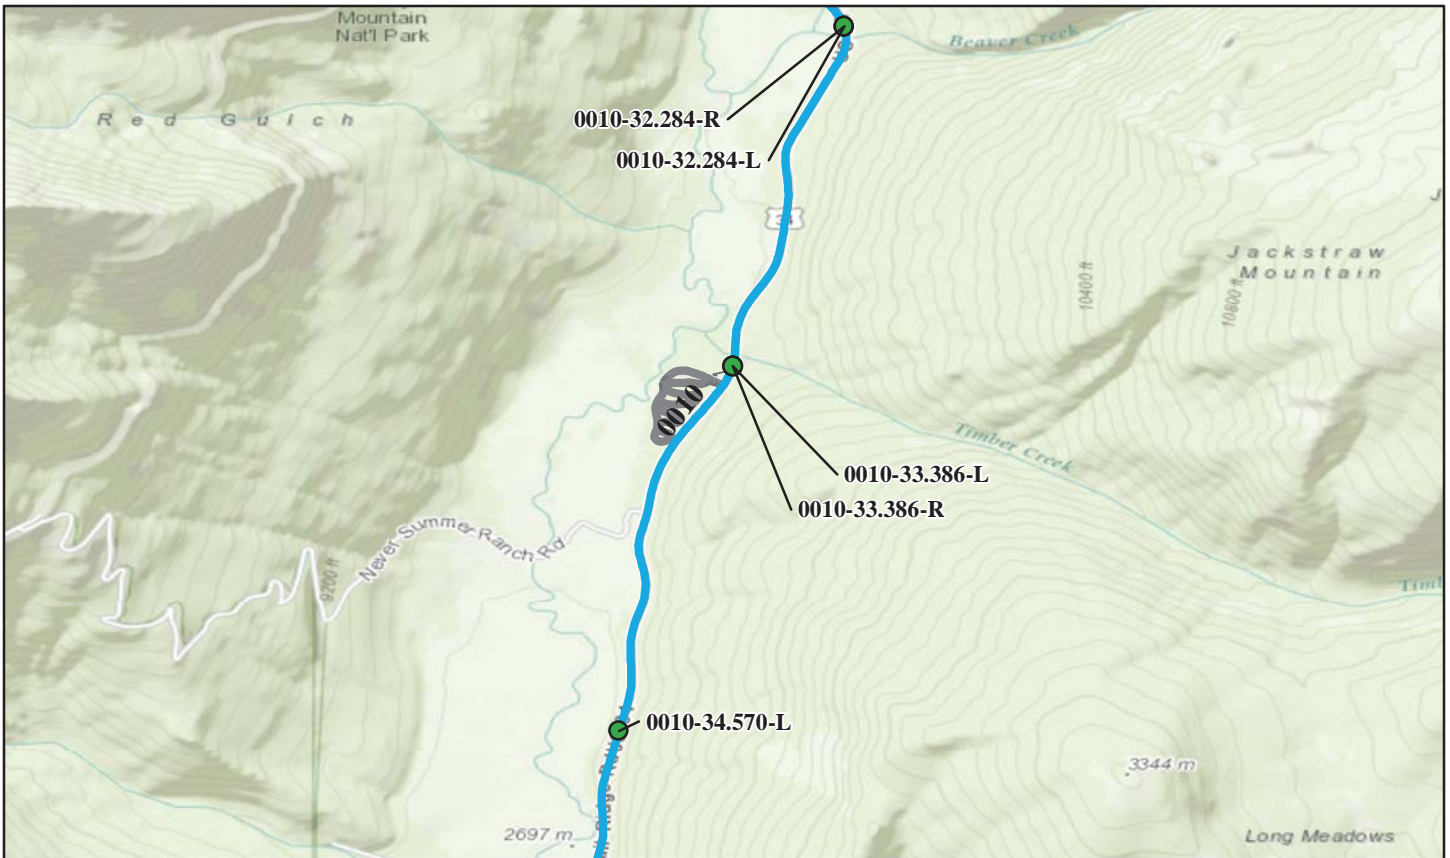 Mountain
Nat'l Park
Beaver Creek
0010-32.284-R
Red Gulch
0010-32.284-L
Jackstraw
Mountain
10400 ft
10800 ft
0010
Timber Creek
0010-33.386-L
0010-33.386-R
Never Summer Ranch Rd
9200 ft
0010-34.570-L
3344 m
2697 m
Long Meadows